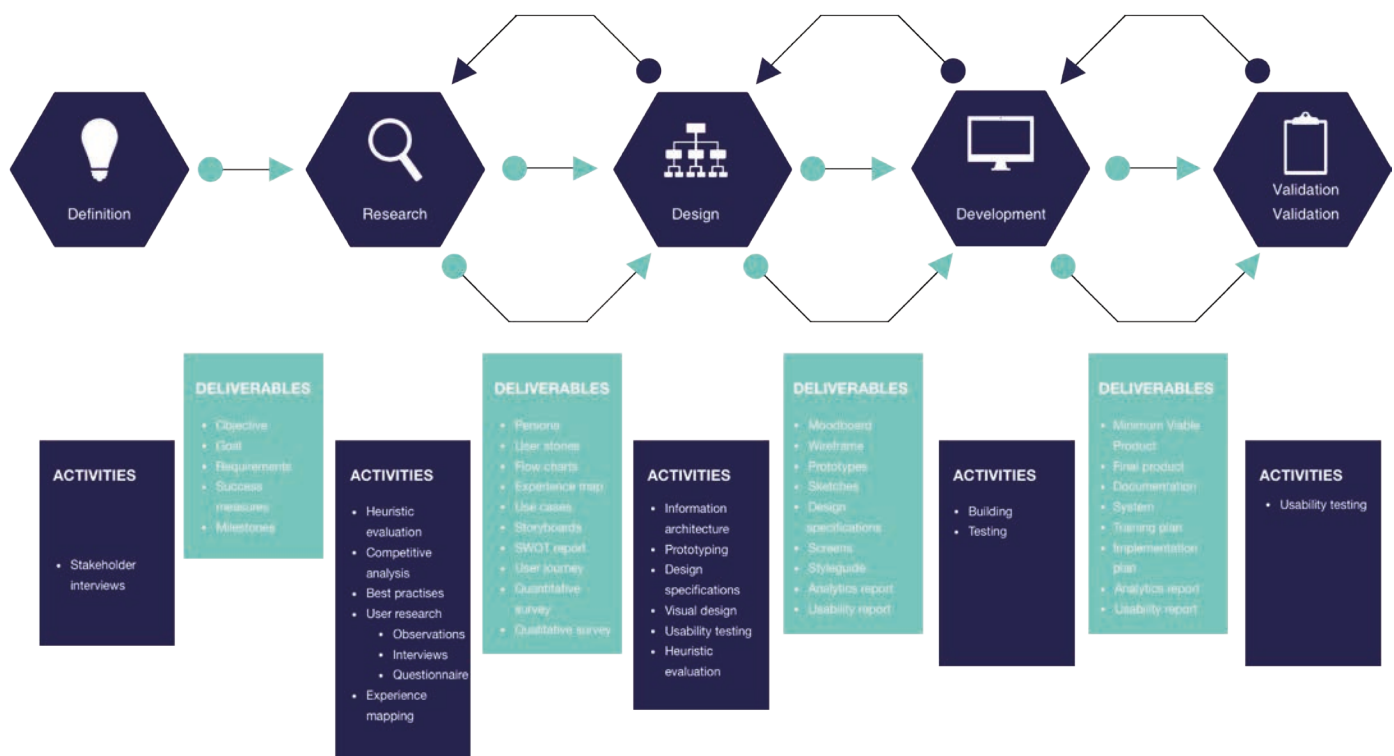 Definition
Research
Design
Development
Validation
Validation
ACTIVITIES
• Stakeholder
interviews
DELIVERABLES
• Objective
• Goal
• Requirements
• Success
measures
• Milestones
ACTIVITIES
• Heuristic
evaluation
• Competitive
analysis
• Best practises
• User research
• Observations
• Interviews
• Questionnaire
• Experience
mapping
DELIVERABLES
• Persona
• User stories
• Flow charts
• Experience map
• Use cases
• Storyboards
• SWOT report
• User journey
• Quantitative
survey
• Qualitative survey
ACTIVITIES
• Information
architecture
• Prototyping
• Design
specifications
• Visual design
• Usability testing
• Heuristic
evaluation
DELIVERABLES
• Moodboard
• Wireframe
• Prototypes
• Sketches
• Design
specifications
• Screens
• Styleguide
• Analytics report
• Usability report
ACTIVITIES
• Building
• Testing
DELIVERABLES
• Minimum Viable
Product
• Final product
• Documentation
• System
• Training plan
• Implementation
plan
• Analytics report
• Usability report
ACTIVITIES
• Usability testing